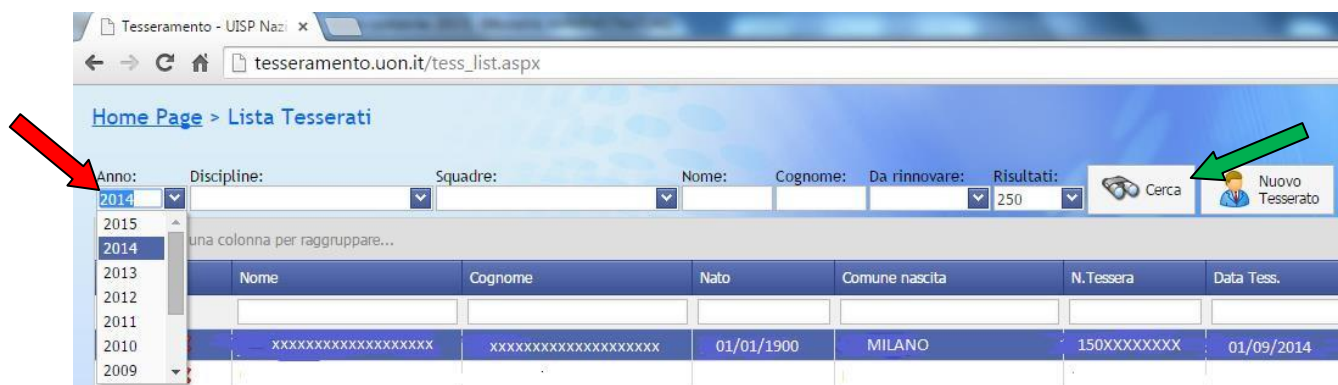 Tesseramento - UISP Nazi
tesseramento.uon.it/tess_list.aspx
Home Page > Lista Tesserati
Anno: Discipline: Squadre: Nome: Cognome: Da rinnovare: Risultati:
2014 250 Cerca Nuovo Tesserato
2015
2014 una colonna per raggruppare...
2013 Nome Cognome Nato Comune nascita N.Tessera Data Tess.
2012
2011
2010 xxxxxxxxxxxxxxxxxxx xxxxxxxxxxxxxxxxxxxx 01/01/1900 MILANO 150XXXXXXXX 01/09/2014
2009